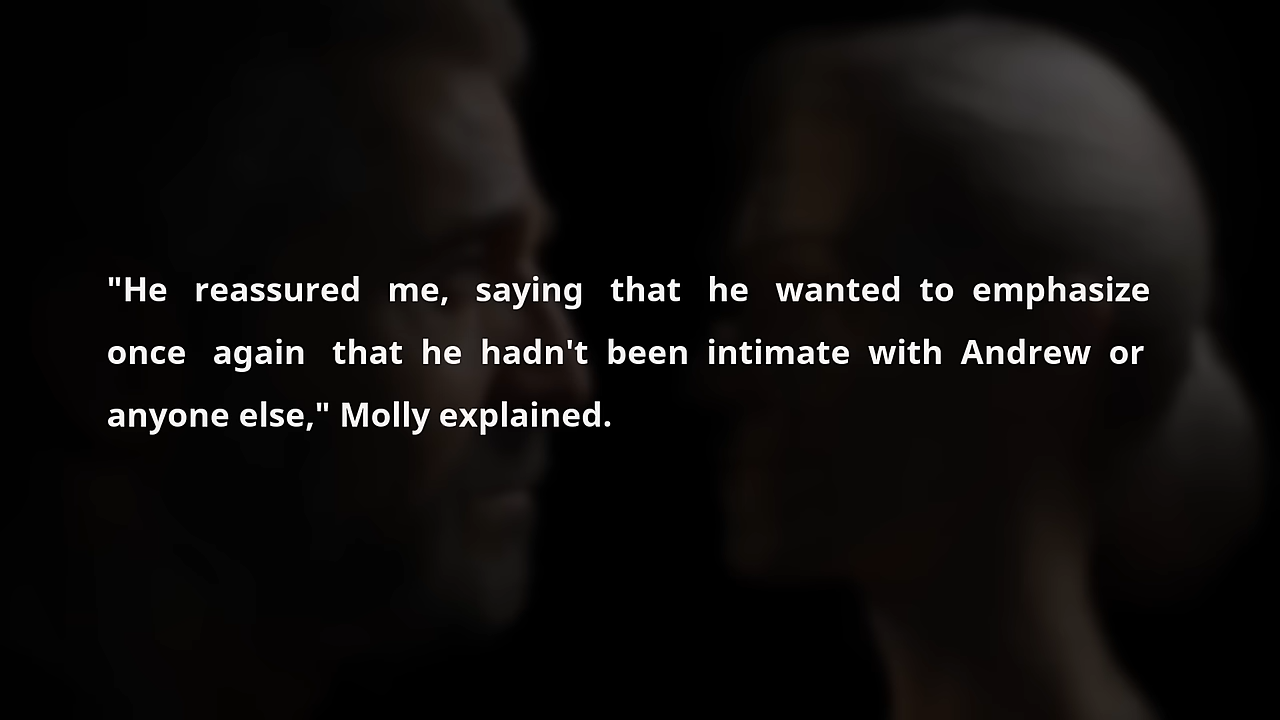 "He reassured me, saying that he wanted to emphasize
once again that he hadn't been intimate with Andrew or
anyone else," Molly explained.